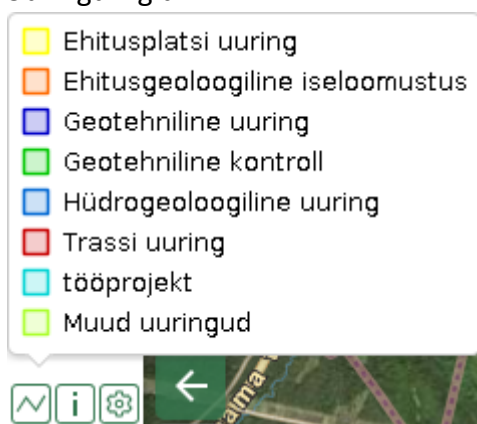 Ehitusplatsi uuring
Ehitusgeoloogiline iseloomustus
Geotehniline uuring
Geotehniline kontroll
Hüdrogeoloogiline uuring
Trassi uuring
tööprojekt
Muud uuringud
i